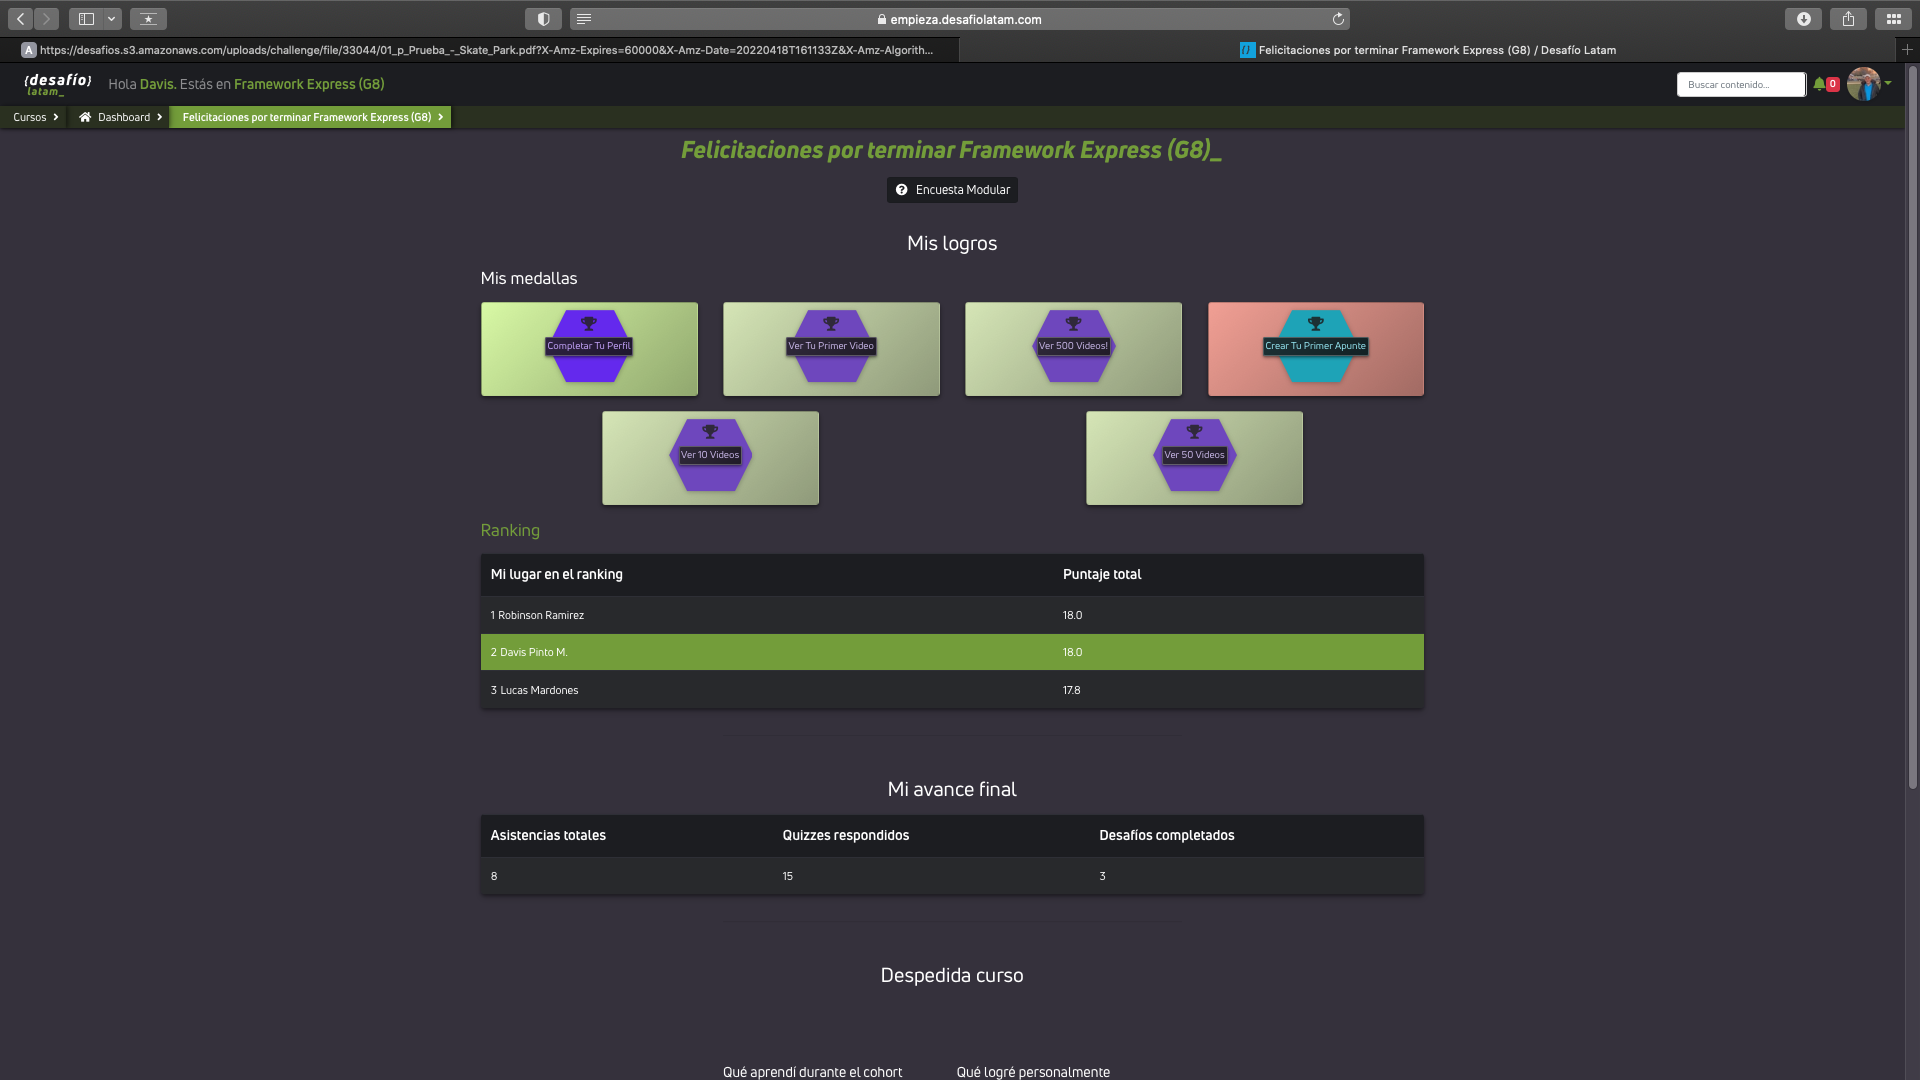 empieza.desafiolatam.com
A https://desafios.s3.amazonaws.com/uploads/challenge/file/33044/01_p_Prueba_-_Skate_Park.pdf?X-Amz-Expires=60000&X-Amz-Date=20220418T161133Z&X-Amz-Algorith...
Felicitaciones por terminar Framework Express (G8) / Desafío Latam
{desafío}
latam_
Hola Davis. Estás en Framework Express (G8)
Buscar contenido...
0
Cursos
Dashboard
Felicitaciones por terminar Framework Express (G8)
Felicitaciones por terminar Framework Express (G8)_
Encuesta Modular
Mis logros
Mis medallas
Completar Tu Perfil
Ver Tu Primer Video
Ver 500 Videos!
Crear Tu Primer Apunte
Ver 10 Videos
Ver 50 Videos
Ranking
Mi lugar en el ranking Puntaje total
1 Robinson Ramirez 18.0
2 Davis Pinto M. 18.0
3 Lucas Mardones 17.8
Mi avance final
Asistencias totales Quizzes respondidos Desafíos completados
8 15 3
Despedida curso
Qué aprendí durante el cohort Qué logré personalmente